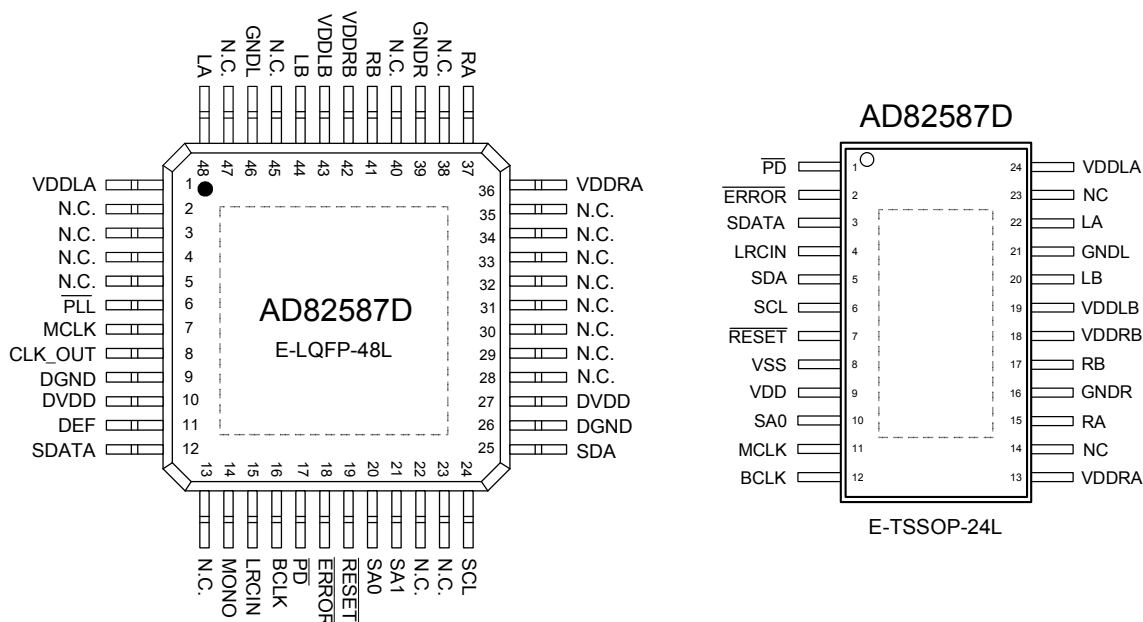 LA
N.C.
GNDL
N.C.
LB
VDDLB
VDDRB
RB
N.C.
GNDR
N.C.
RA
48
47
46
45
44
43
42
41
40
39
38
37
VDDLA 1
N.C. 2
N.C. 3
N.C. 4
N.C. 5
PLL 6
MCLK 7
CLK_OUT 8
DGND 9
DVDD 10
DEF 11
SDATA 12
AD82587D
E-LQFP-48L
36 VDDRA
35 N.C.
34 N.C.
33 N.C.
32 N.C.
31 N.C.
30 N.C.
29 N.C.
28 N.C.
27 DVDD
26 DGND
25 SDA
13
14
15
16
17
18
19
20
21
22
23
24
N.C.
MONO
LRCIN
BCLK
PD
ERROR
RESET
SA0
SA1
N.C.
N.C.
SCL
AD82587D
PD 1 24 VDDLA
ERROR 2 23 NC
SDATA 3 22 LA
LRCIN 4 21 GNDL
SDA 5 20 LB
SCL 6 19 VDDLB
RESET 7 18 VDDRB
VSS 8 17 RB
VDD 9 16 GNDR
SA0 10 15 RA
MCLK 11 14 NC
BCLK 12 13 VDDRA
E-TSSOP-24L